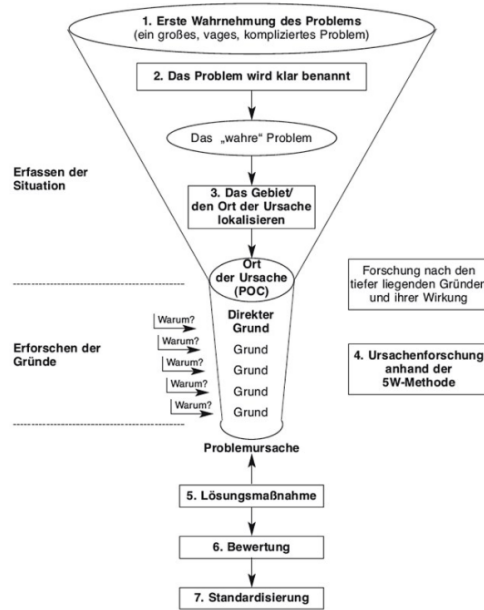 1. Erste Wahrnehmung des Problems
(ein großes, vages, kompliziertes Problem)
2. Das Problem wird klar benannt
Das „wahre“ Problem
Erfassen der
Situation
3. Das Gebiet/
den Ort der Ursache
lokalisieren
Ort
der Ursache
(POC)
Forschung nach den
tiefer liegenden Gründen
und ihrer Wirkung
Erforschen der
Gründe
Warum?
Direkter
Grund
Warum?
Grund
Warum?
Grund
Warum?
Grund
Warum?
Grund
4. Ursachenforschung
anhand der
5W-Methode
Problemursache
5. Lösungsmaßnahme
6. Bewertung
7. Standardisierung